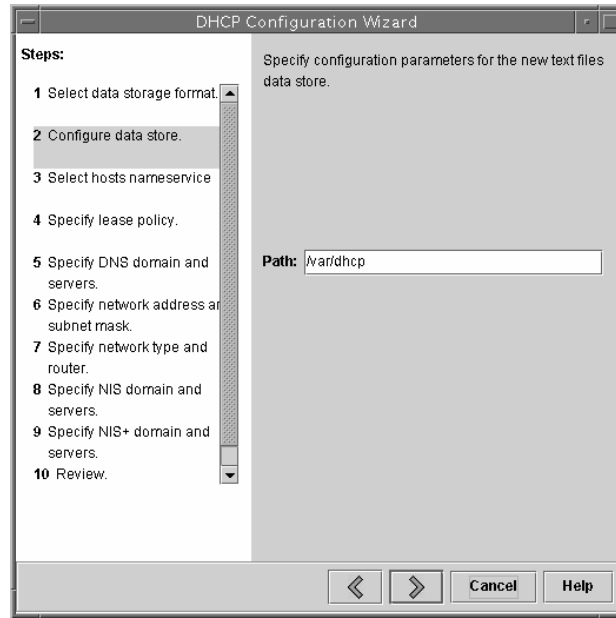 DHCP Configuration Wizard
Steps:
1 Select data storage format.
2 Configure data store.
3 Select hosts nameservice
4 Specify lease policy.
5 Specify DNS domain and
servers.
6 Specify network address ar
subnet mask.
7 Specify network type and
router.
8 Specify NIS domain and
servers.
9 Specify NIS+ domain and
servers.
10 Review.
Specify configuration parameters for the new text files
data store.
Path: /var/dhcp
Cancel Help